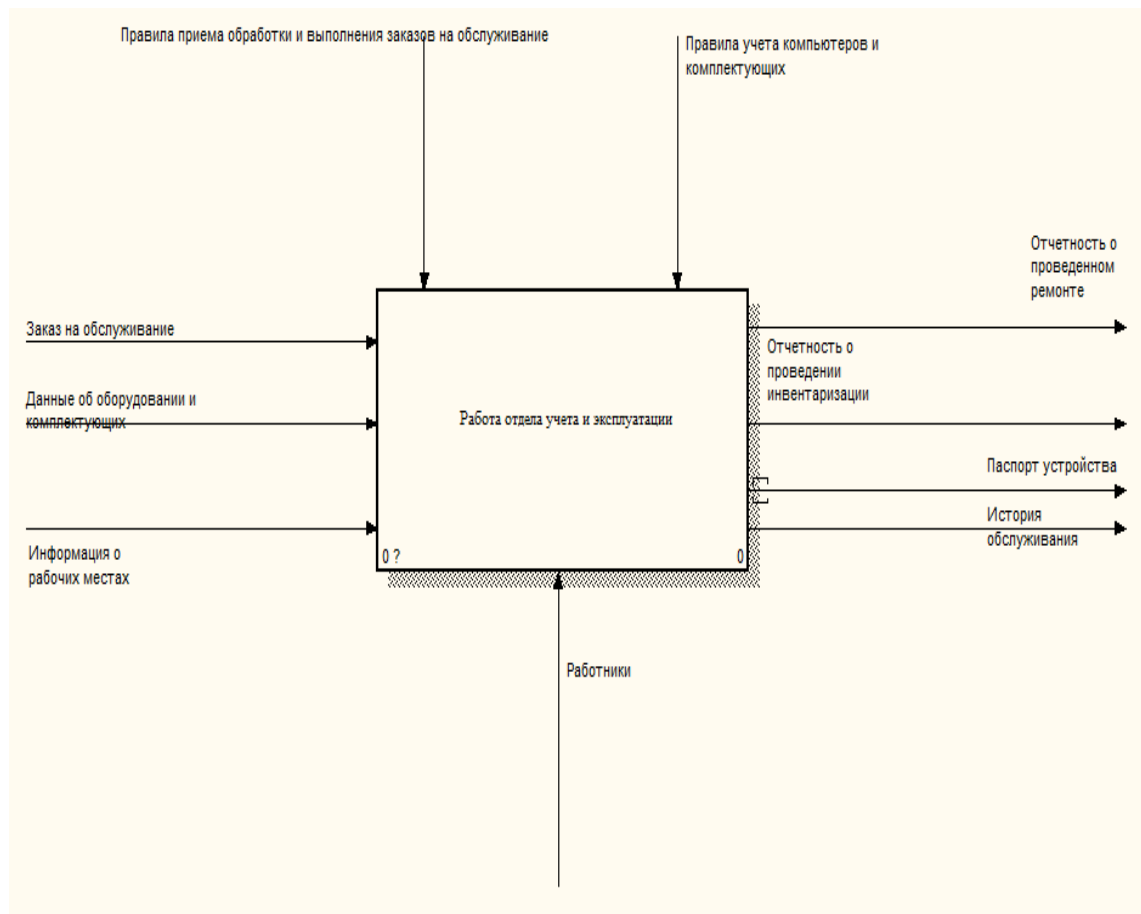 Правила приема обработки и выполнения заказов на обслуживание
Правила учета компьютеров и
комплектующих
Отчетность о
проведенном
ремонте
Заказ на обслуживание
Отчетность о
проведении
инвентаризации
Данные об оборудовании и
комплектующих
Работа отдела учета и эксплуатации
Паспорт устройства
История
обслуживания
Информация о
рабочих местах
0 ?
0
Работники